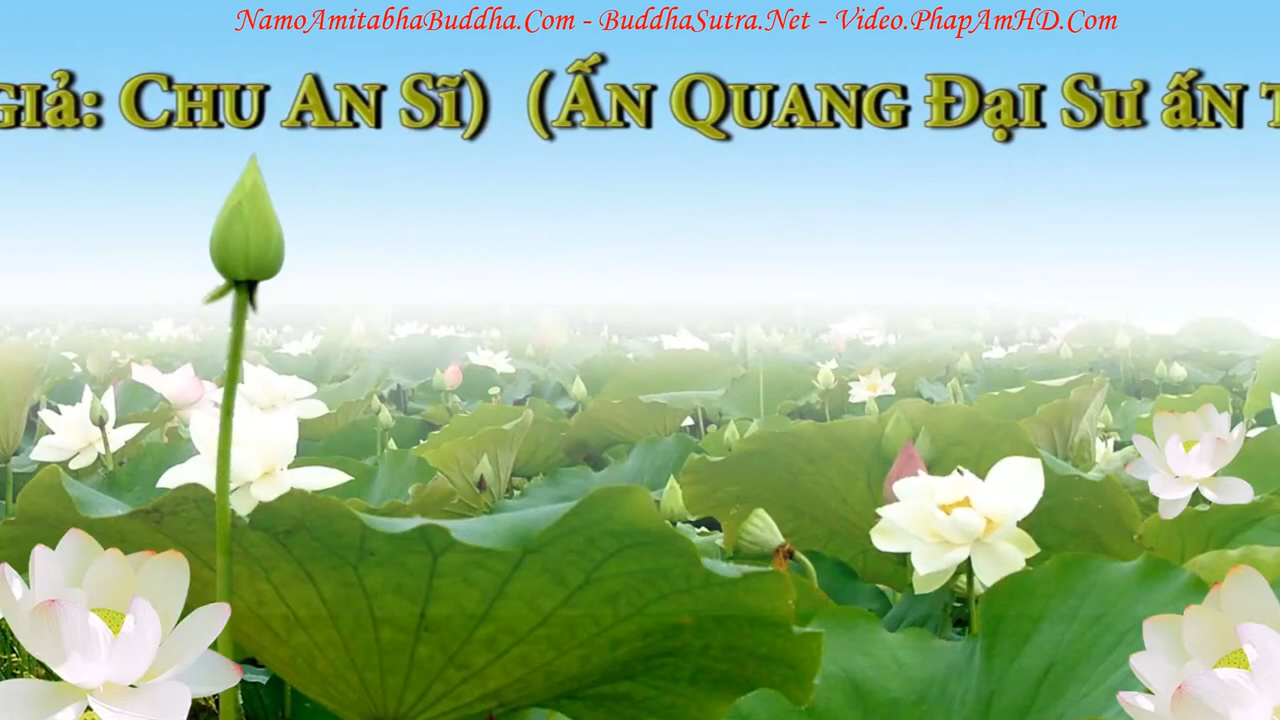 NamoAmitabhaBuddha.Com - BuddhaSutra.Net - Video.PhapAmHD.Com
Giả: Chu An Sĩ) (Ấn Quang Đại Sư ấn